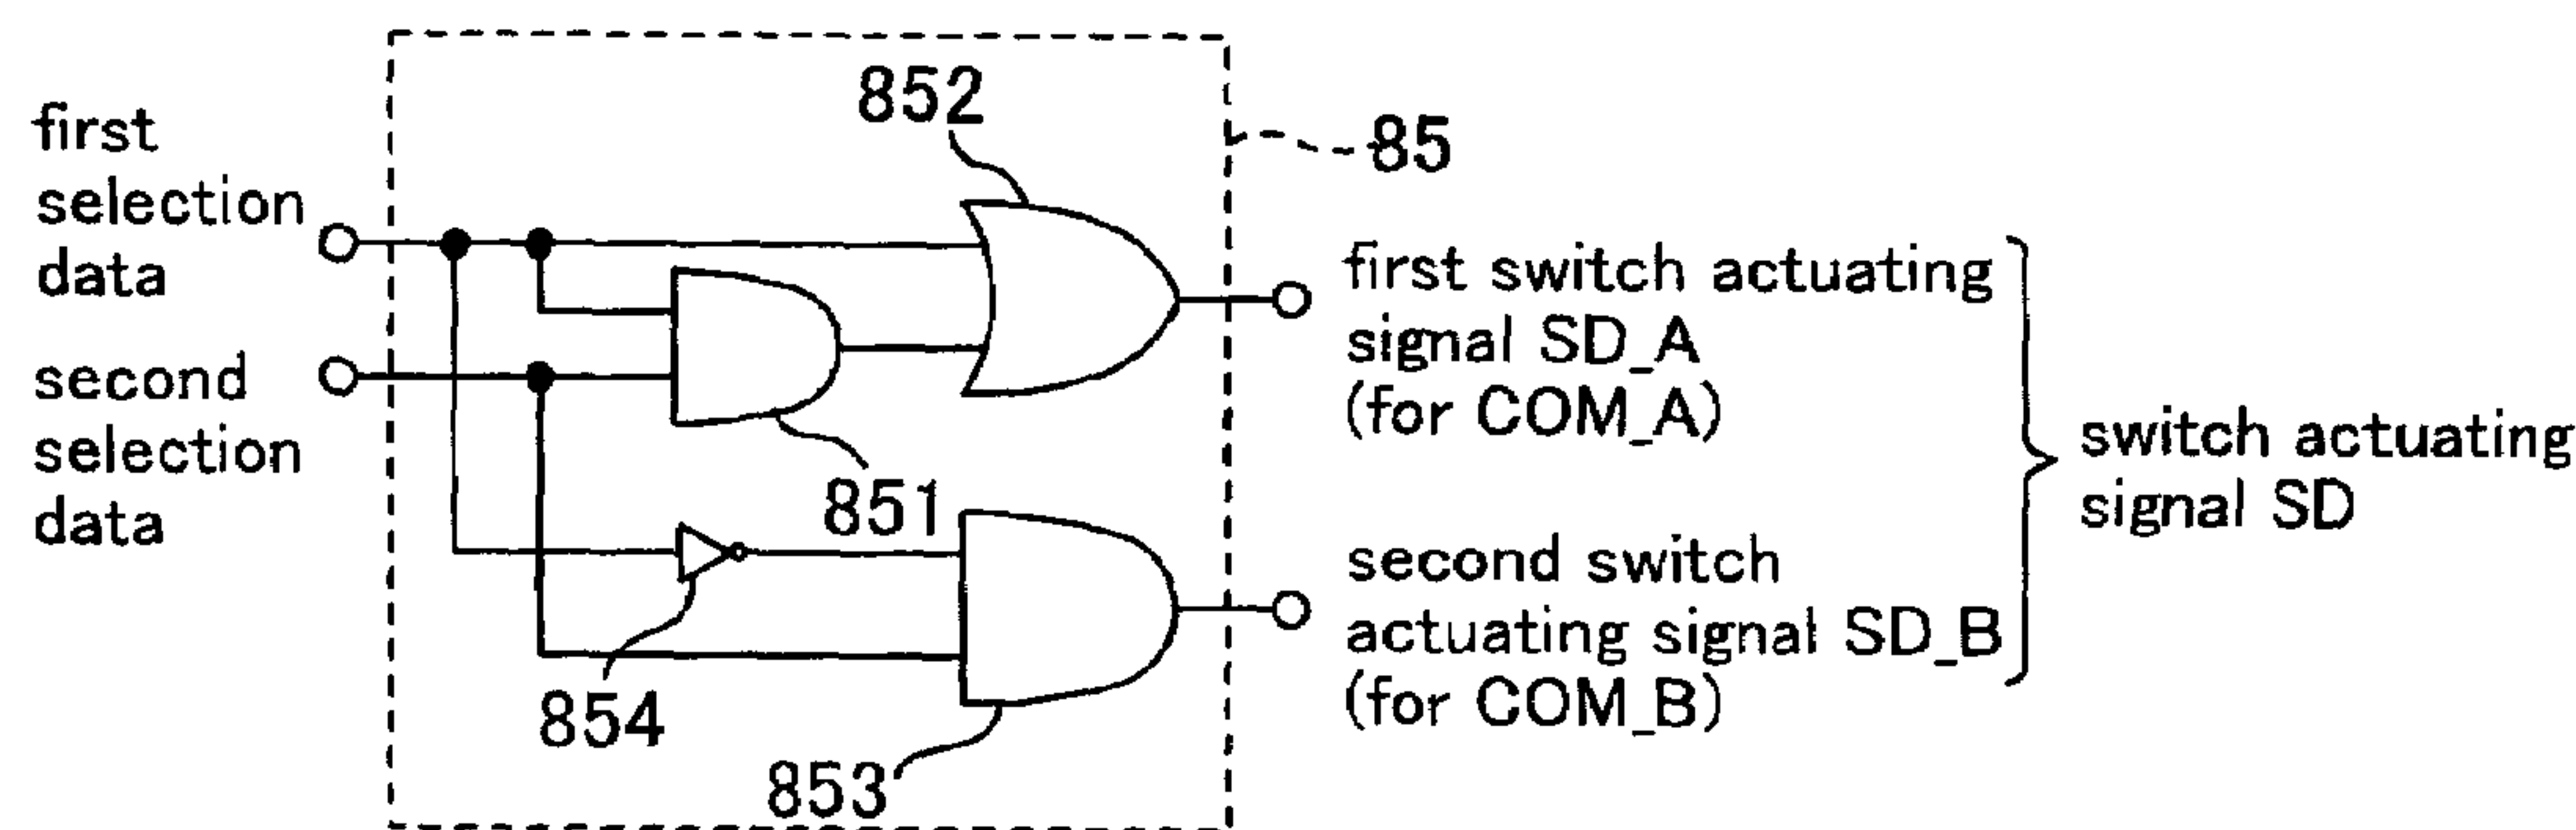 852
85
first
selection
data
first switch actuating
signal SD_A
(for COM_A)
second
selection
data
851
switch actuating
signal SD
second switch
actuating signal SD_B
(for COM_B)
854
853